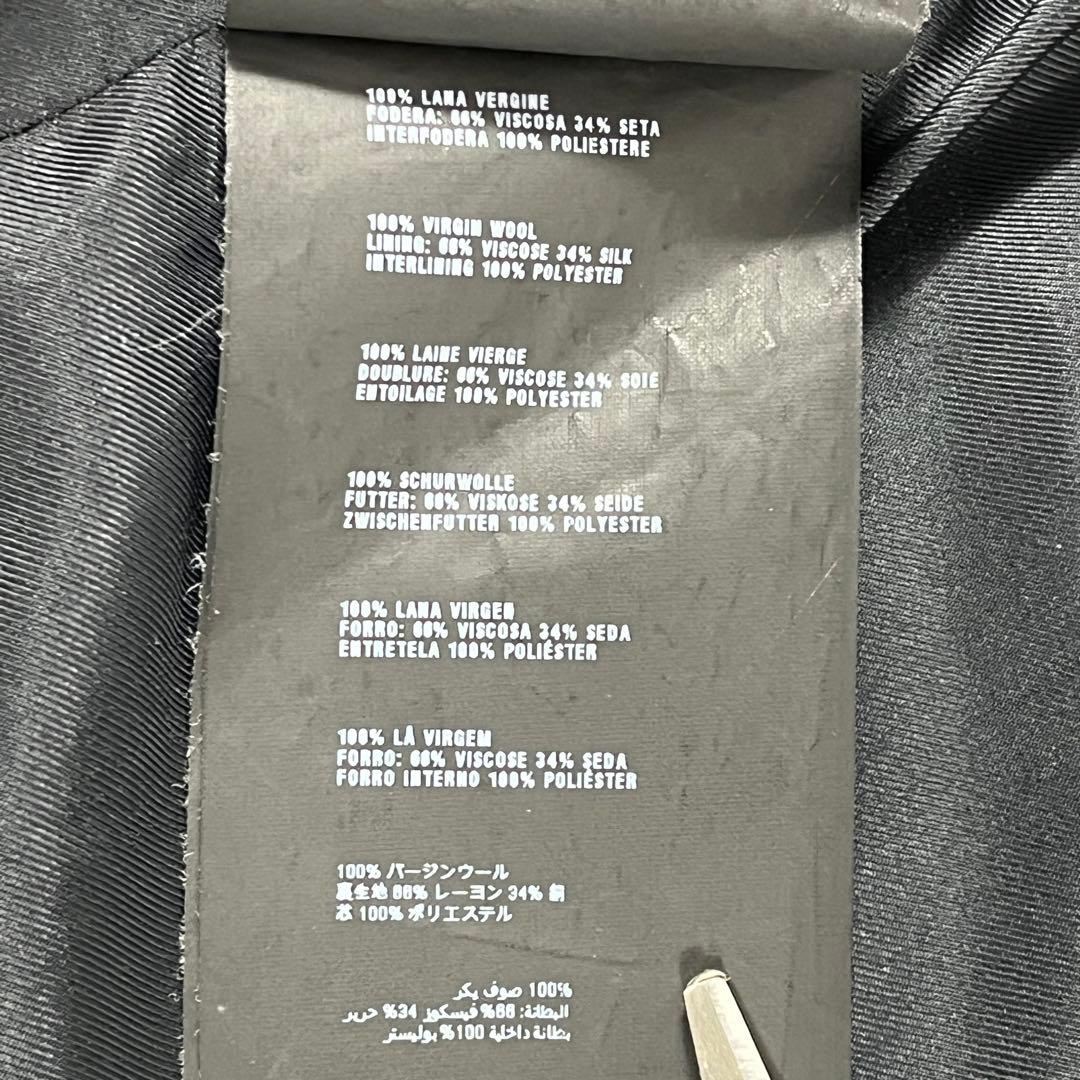 100% LANA VERGINE
FODERA: 66% VISCOSA 34% SETA
INTERFODERA 100% POLIESTERE
100% VIRGIN WOOL
LINING: 66% VISCOSE 34% SILK
INTERLINING 100% POLYESTER
100% LAINE VIERGE
DOUBLURE: 66% VISCOSE 34% SOIE
ENTOILAGE 100% POLYESTER
100% SCHURWOLLE
FUTTER: 66% VISKOSE 34% SEIDE
ZWISCHENFUTTER 100% POLYESTER
100% LANA VIRGEN
FORRO: 66% VISCOSA 34% SEDA
ENTRETELA 100% POLIÉSTER
100% LÃ VIRGEM
FORRO: 66% VISCOSE 34% SEDA
FORRO INTERNO 100% POLIÉSTER
100% バージンウール
裏生地 66% レーヨン 34% 絹
芯 100% ポリエステル
100% صوف بكر
البطانة: 66% فيسكوز 34% حرير
بطانة داخلية 100% بوليستر